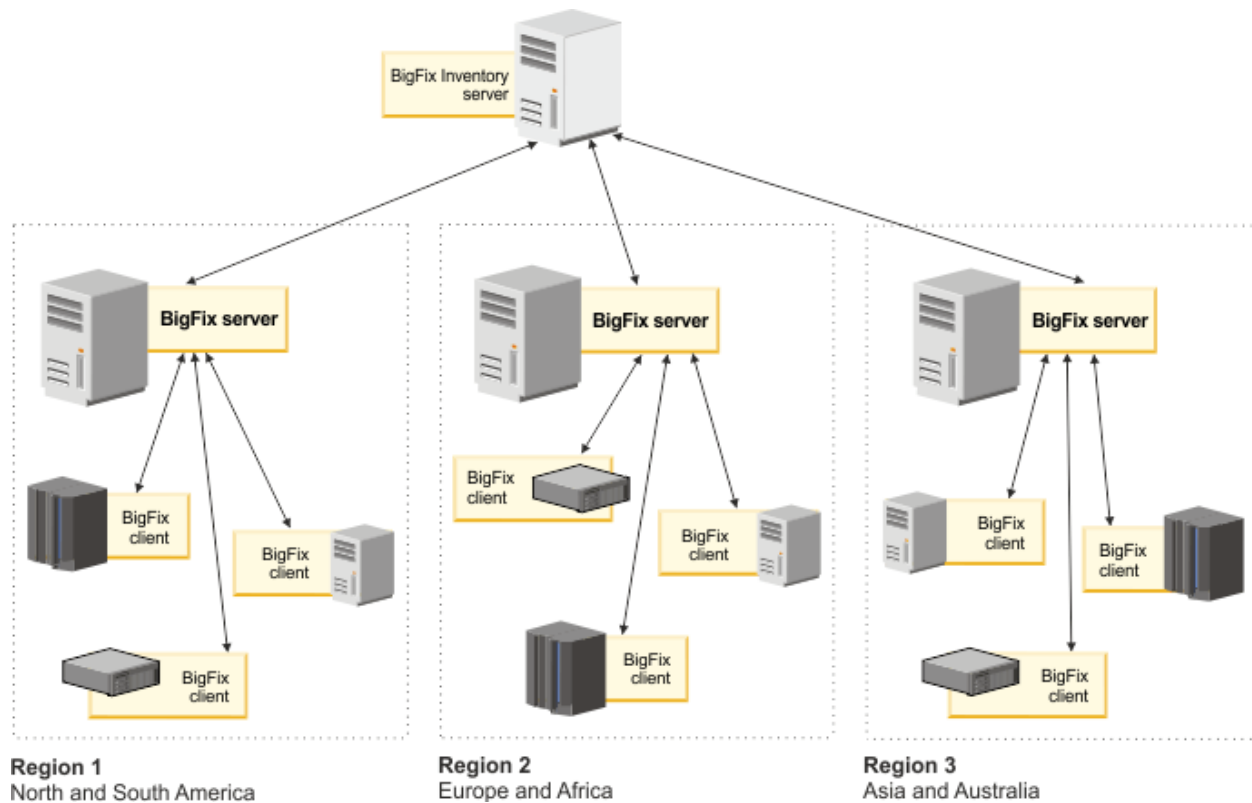 BigFix Inventory
server
BigFix server
BigFix server
BigFix server
BigFix
client
BigFix
client
BigFix
client
BigFix
client
BigFix
client
BigFix
client
BigFix
client
BigFix
client
BigFix
client
Region 1
North and South America
Region 2
Europe and Africa
Region 3
Asia and Australia